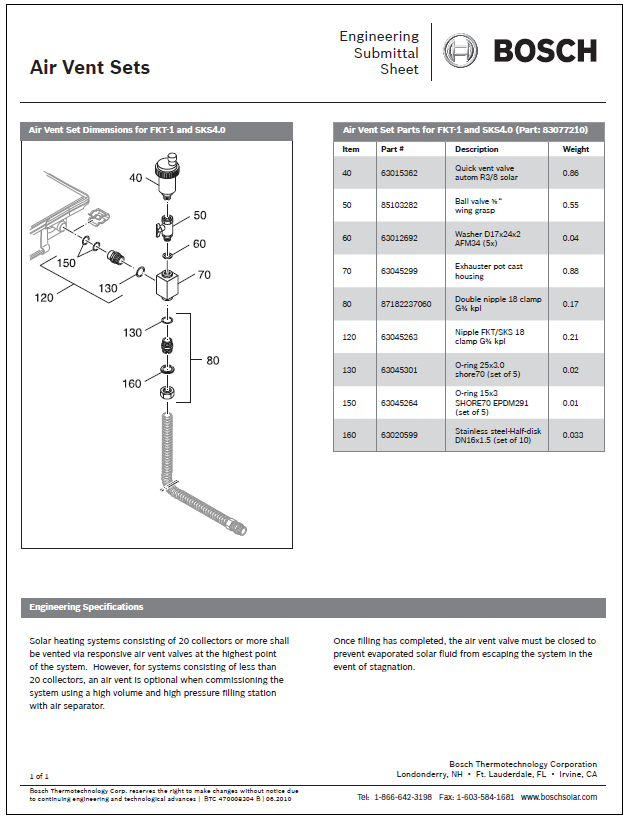 Engineering
Submittal
Sheet
BOSCH
Air Vent Sets
Air Vent Set Dimensions for FKT-1 and SKS4.0
40
50
60
150
130
70
120
130
80
160
Air Vent Set Parts for FKT-1 and SKS4.0 (Part: 83077210)
Item Part # Description Weight
40 63015362 Quick vent valve autom R3/8 solar 0.86
50 85103282 Ball valve ⅜" wing grasp 0.55
60 63012692 Washer D17x24x2 AFM34 (5x) 0.04
70 63045299 Exhauster pot cast housing 0.88
80 87182237060 Double nipple 18 clamp G¾ kpl 0.17
120 63045263 Nipple FKT/SKS 18 clamp G¾ kpl 0.21
130 63045301 O-ring 25x3.0 shore70 (set of 5) 0.02
150 63045264 O-ring 15x3 SHORE70 EPDM291 (set of 5) 0.01
160 63020599 Stainless steel-Half-disk DN16x1.5 (set of 10) 0.033
Engineering Specifications
Solar heating systems consisting of 20 collectors or more shall
be vented via responsive air vent valves at the highest point
of the system. However, for systems consisting of less than
20 collectors, an air vent is optional when commissioning the
system using a high volume and high pressure filling station
with air separator.
Once filling has completed, the air vent valve must be closed to
prevent evaporated solar fluid from escaping the system in the
event of stagnation.
1 of 1
Bosch Thermotechnology Corporation
Londonderry, NH • Ft. Lauderdale, FL • Irvine, CA
Bosch Thermotechnology Corp. reserves the right to make changes without notice due
to continuing engineering and technological advances | BTC 470008304 B | 06.2010
Tel: 1-866-642-3198 Fax: 1-603-584-1681 www.boschsolar.com